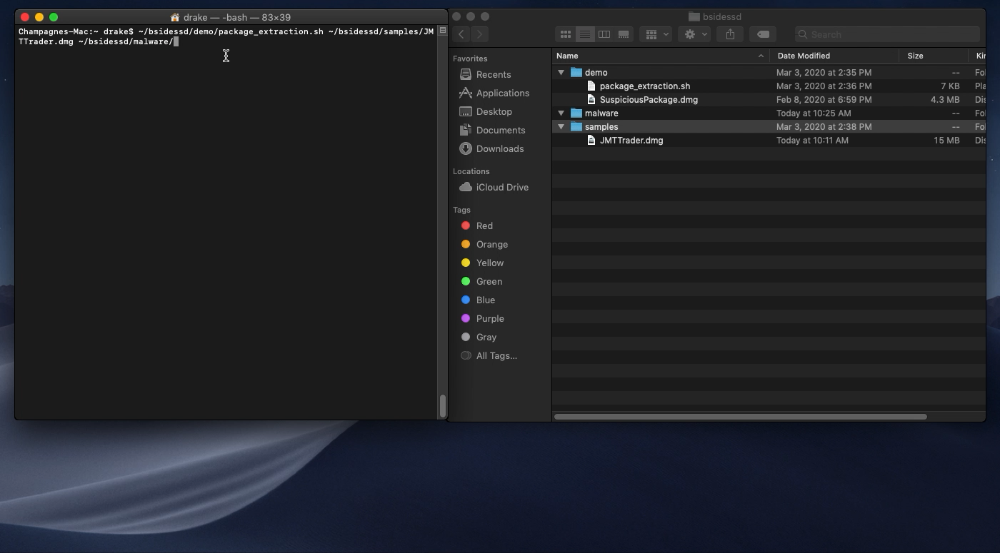 drake — -bash — 83×39
Champagnes-Mac:~ drake$ ~/bsidessd/demo/package_extraction.sh ~/bsidessd/samples/JM
TTrader.dmg ~/bsidessd/malware/
bsidessd
Search
Favorites
Recents
Applications
Desktop
Documents
Downloads
Locations
iCloud Drive
Tags
Red
Orange
Yellow
Green
Blue
Purple
Gray
All Tags...
Name Date Modified Size Kin
demo Mar 3, 2020 at 2:35 PM -- Fo
package_extraction.sh Mar 3, 2020 at 2:36 PM 7 KB Pla
SuspiciousPackage.dmg Feb 8, 2020 at 6:59 PM 4.3 MB Dis
malware Today at 10:25 AM -- Fo
samples Mar 3, 2020 at 2:38 PM -- Fo
JMTTrader.dmg Today at 10:11 AM 15 MB Dis